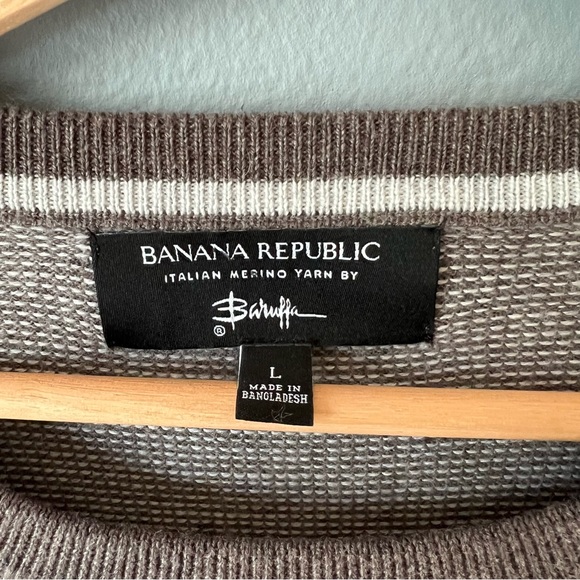 BANANA REPUBLIC
ITALIAN MERINO YARN BY
Baruffa
®
L
MADE IN
BANGLADESH